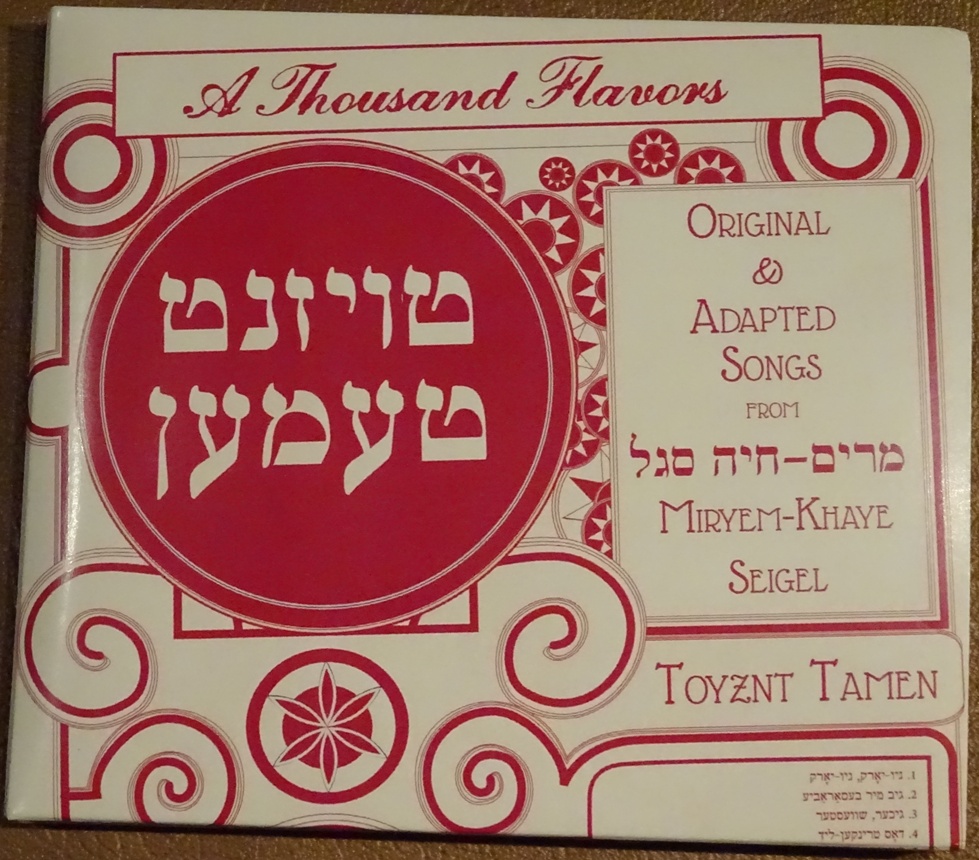 A Thousand Flavors
טויזנט
טעמען
ORIGINAL
&
ADAPTED
SONGS
FROM
מרים-חיה סגל
MIRYEM-KHAYE
SEIGEL
TOYZNT TAMEN
1. ניו-יאָרק, ניו-יאָרק
2. גיב מיר בעסאַראַביע
3. גיכער, שוועסטער
4. דאָס טרינקען-ליד